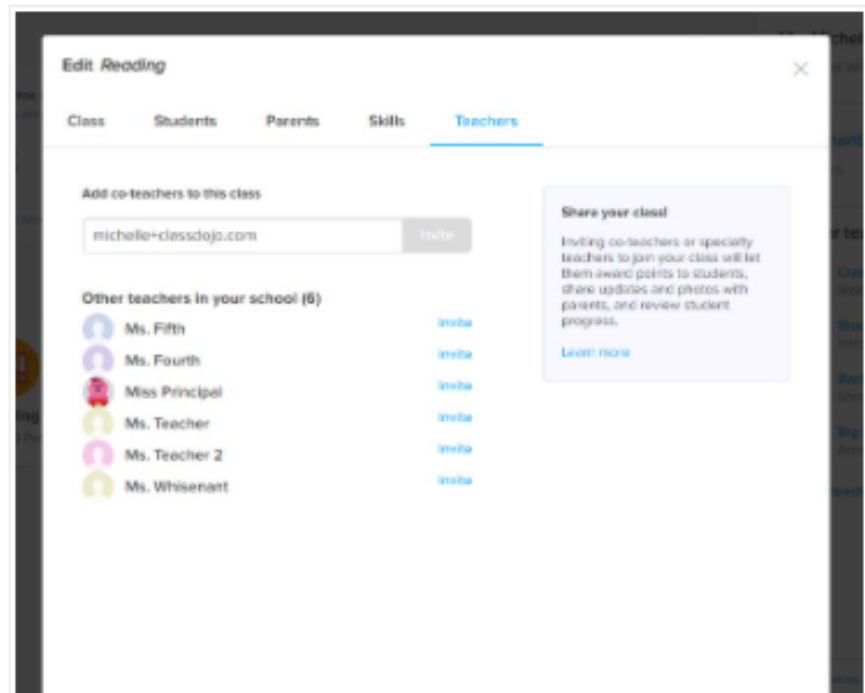 Edit Reading
Class Students Parents Skills Teachers
Add co-teachers to this class
michelle+classdojo.com Invite
Other teachers in your school (6)
Ms. Fifth Invite
Ms. Fourth Invite
Miss Principal Invite
Ms. Teacher Invite
Ms. Teacher 2 Invite
Ms. Whisenant Invite
Share your class!
Inviting co-teachers or specialty
teachers to join your class will let
them award points to students,
share updates and photos with
parents, and review student
progress.
Learn more